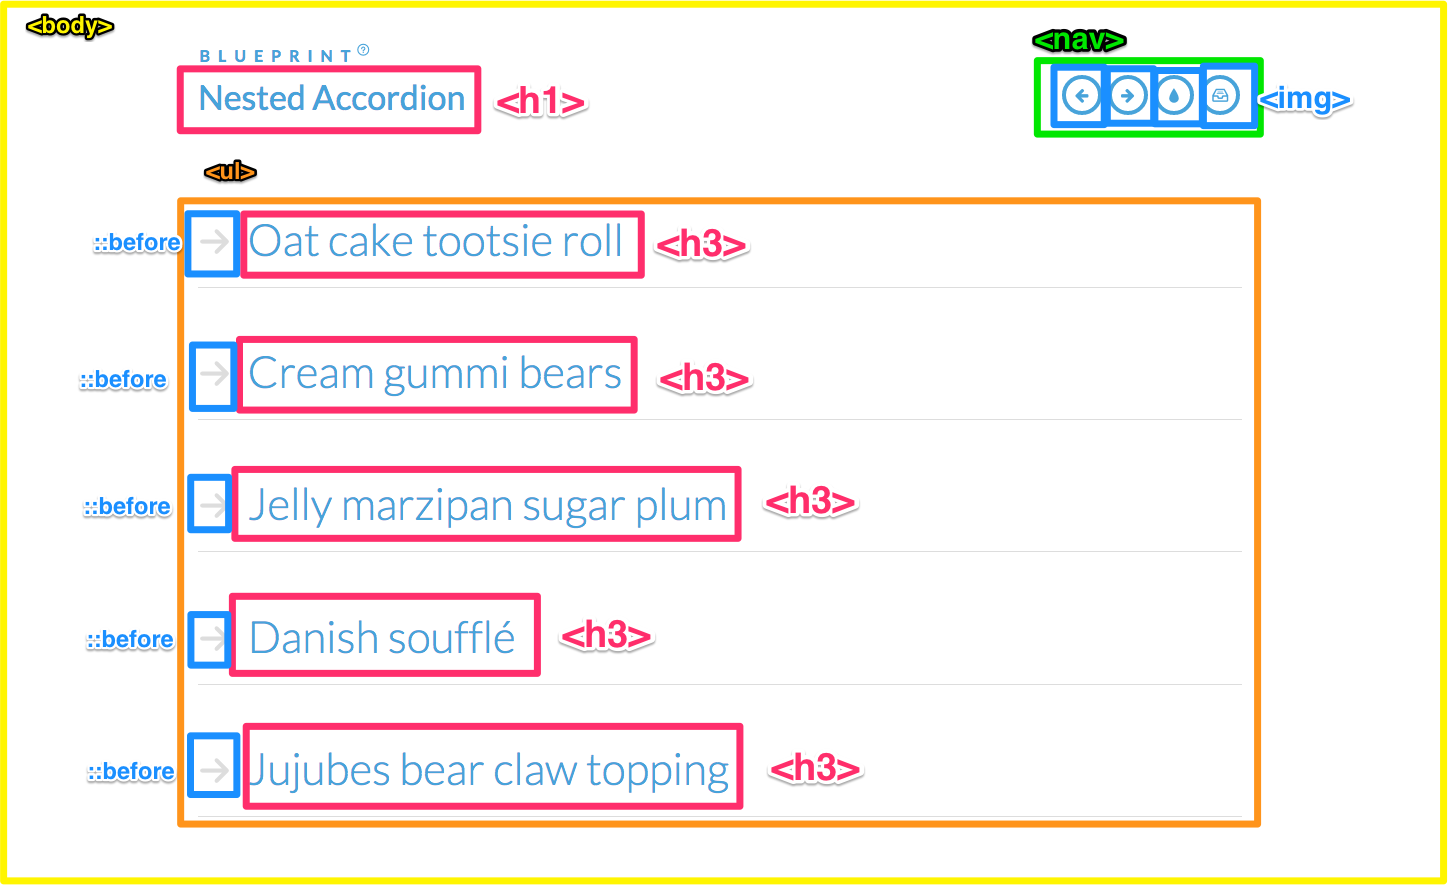 <body>
BLUEPRINT ?
Nested Accordion <h1>
<nav>
<img>
<ul>
::before Oat cake tootsie roll <h3>
::before Cream gummi bears <h3>
::before Jelly marzipan sugar plum <h3>
::before Danish soufflé <h3>
::before Jujubes bear claw topping <h3>